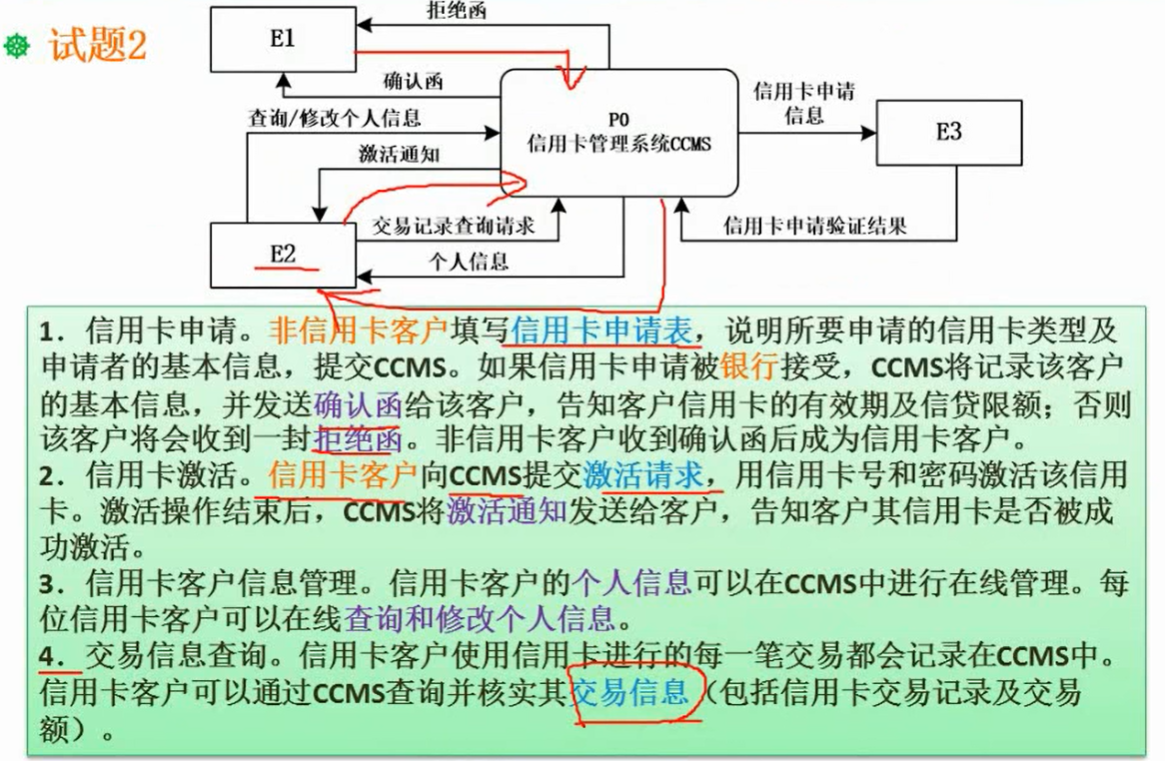 试题2
拒绝函
E1
确认函
信用卡申请
信息
查询/修改个人信息
P0
信用卡管理系统CCMS
E3
激活通知
交易记录查询请求
信用卡申请验证结果
E2
个人信息
1．信用卡申请。非信用卡客户填写信用卡申请表，说明所要申请的信用卡类型及
申请者的基本信息，提交CCMS。如果信用卡申请被银行接受，CCMS将记录该客户
的基本信息，并发送确认函给该客户，告知客户信用卡的有效期及信贷限额；否则
该客户将会收到一封拒绝函。非信用卡客户收到确认函后成为信用卡客户。
2．信用卡激活。信用卡客户向CCMS提交激活请求，用信用卡号和密码激活该信用
卡。激活操作结束后，CCMS将激活通知发送给客户，告知客户其信用卡是否被成
功激活。
3．信用卡客户信息管理。信用卡客户的个人信息可以在CCMS中进行在线管理。每
位信用卡客户可以在线查询和修改个人信息。
4．交易信息查询。信用卡客户使用信用卡进行的每一笔交易都会记录在CCMS中。
信用卡客户可以通过CCMS查询并核实其交易信息（包括信用卡交易记录及交易
额）。